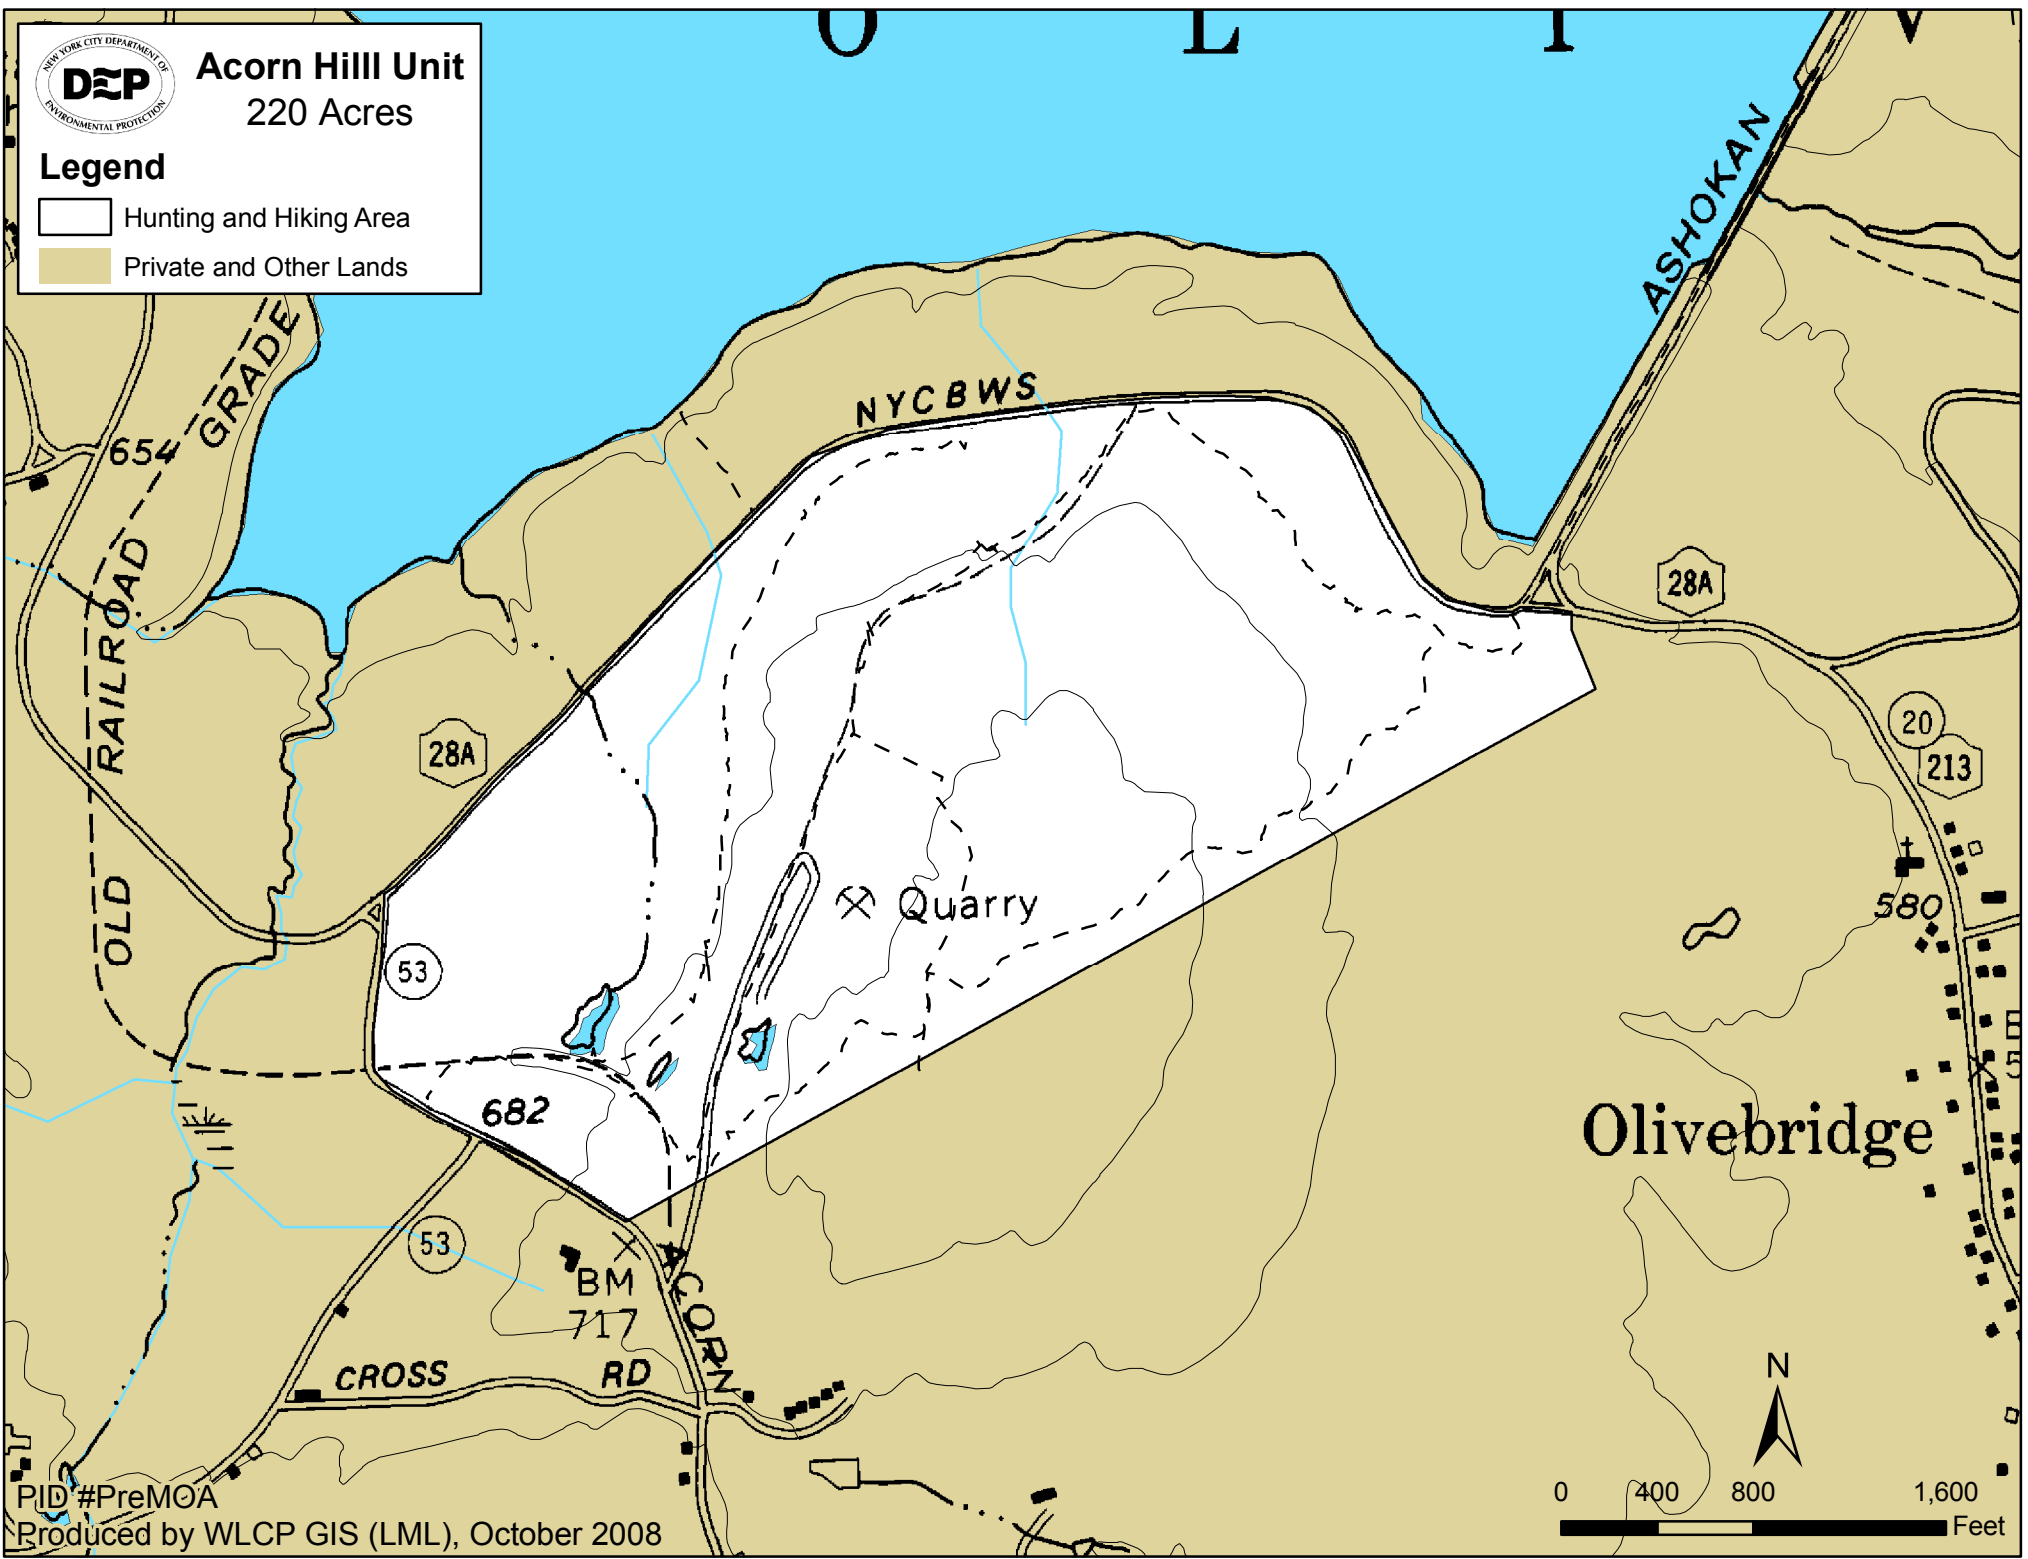 O L I V
NEW YORK CITY DEPARTMENT OF
DEP
ENVIRONMENTAL PROTECTION
Acorn Hilll Unit
220 Acres
Legend
Hunting and Hiking Area
Private and Other Lands
ASHOKAN
NYCBWS
654
OLD RAILROAD GRADE
28A
28A
20
213
53
Quarry
580
682
Olivebridge
53
BM
717
ACORN
CROSS RD
N
PID #PreMOA
Produced by WLCP GIS (LML), October 2008
0 400 800 1,600
Feet